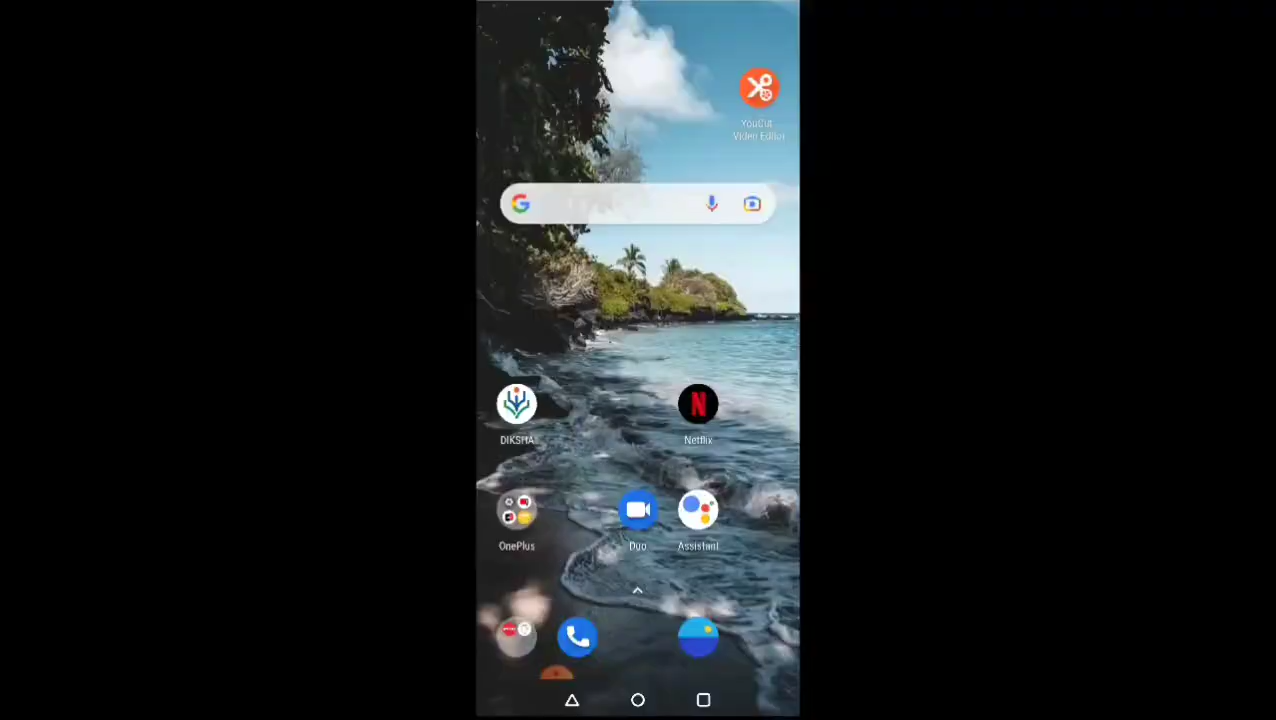 YouCut
Video Editor
DIKSHA
Netflix
OnePlus
Duo
Assistant